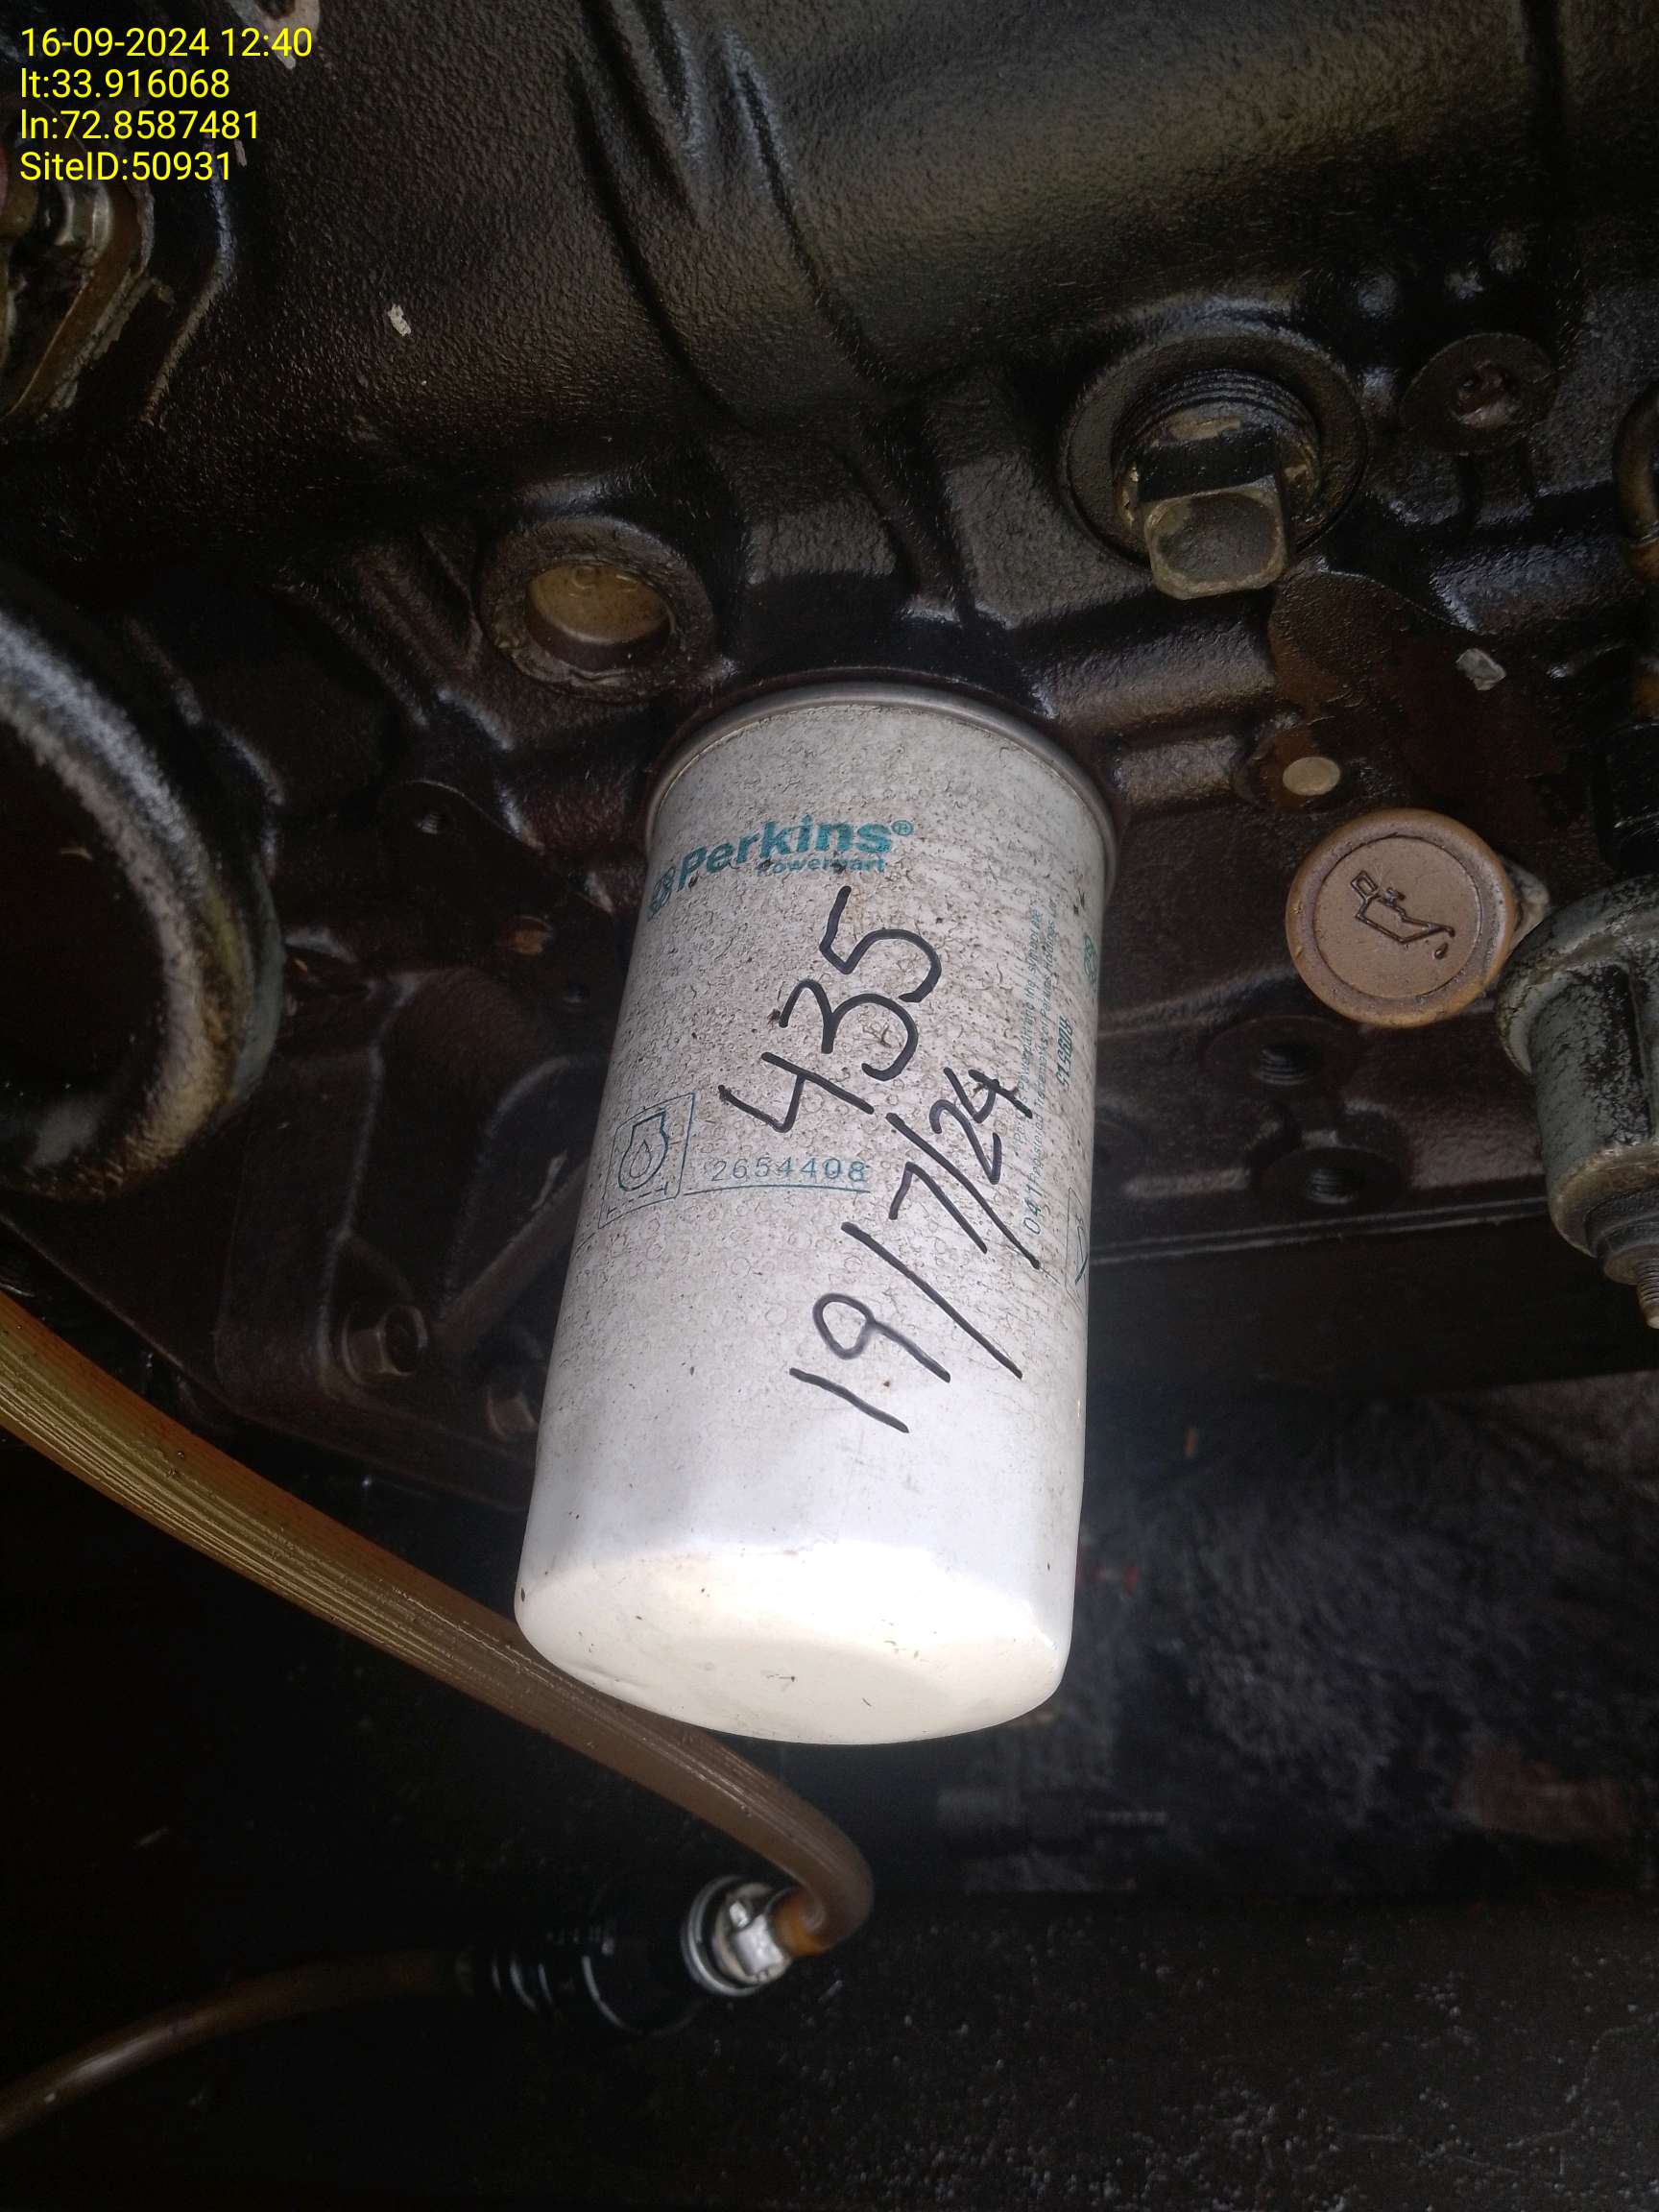 16-09-2024 12:40
lt:33.916068
ln:72.8587481
SiteID:50931
Perkins®
Powerpart
435
19/7/24
2654408